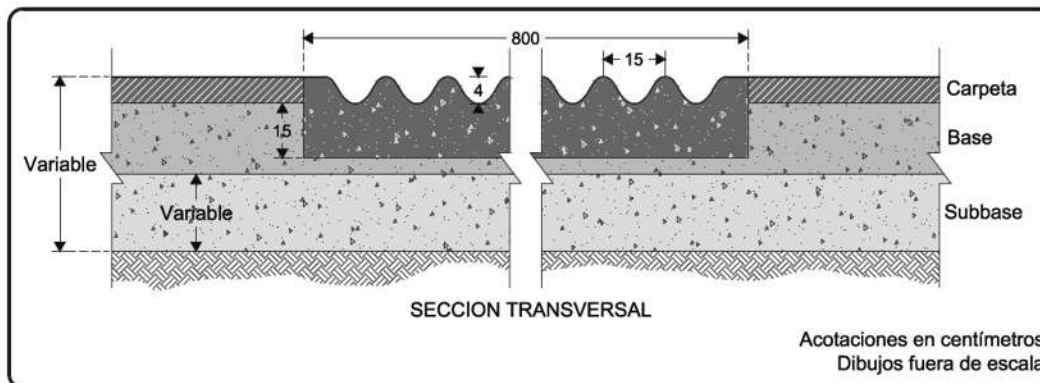 800
15
4
Carpeta
15
Base
Variable
Variable
Subbase
SECCION TRANSVERSAL
Acotaciones en centímetros
Dibujos fuera de escala